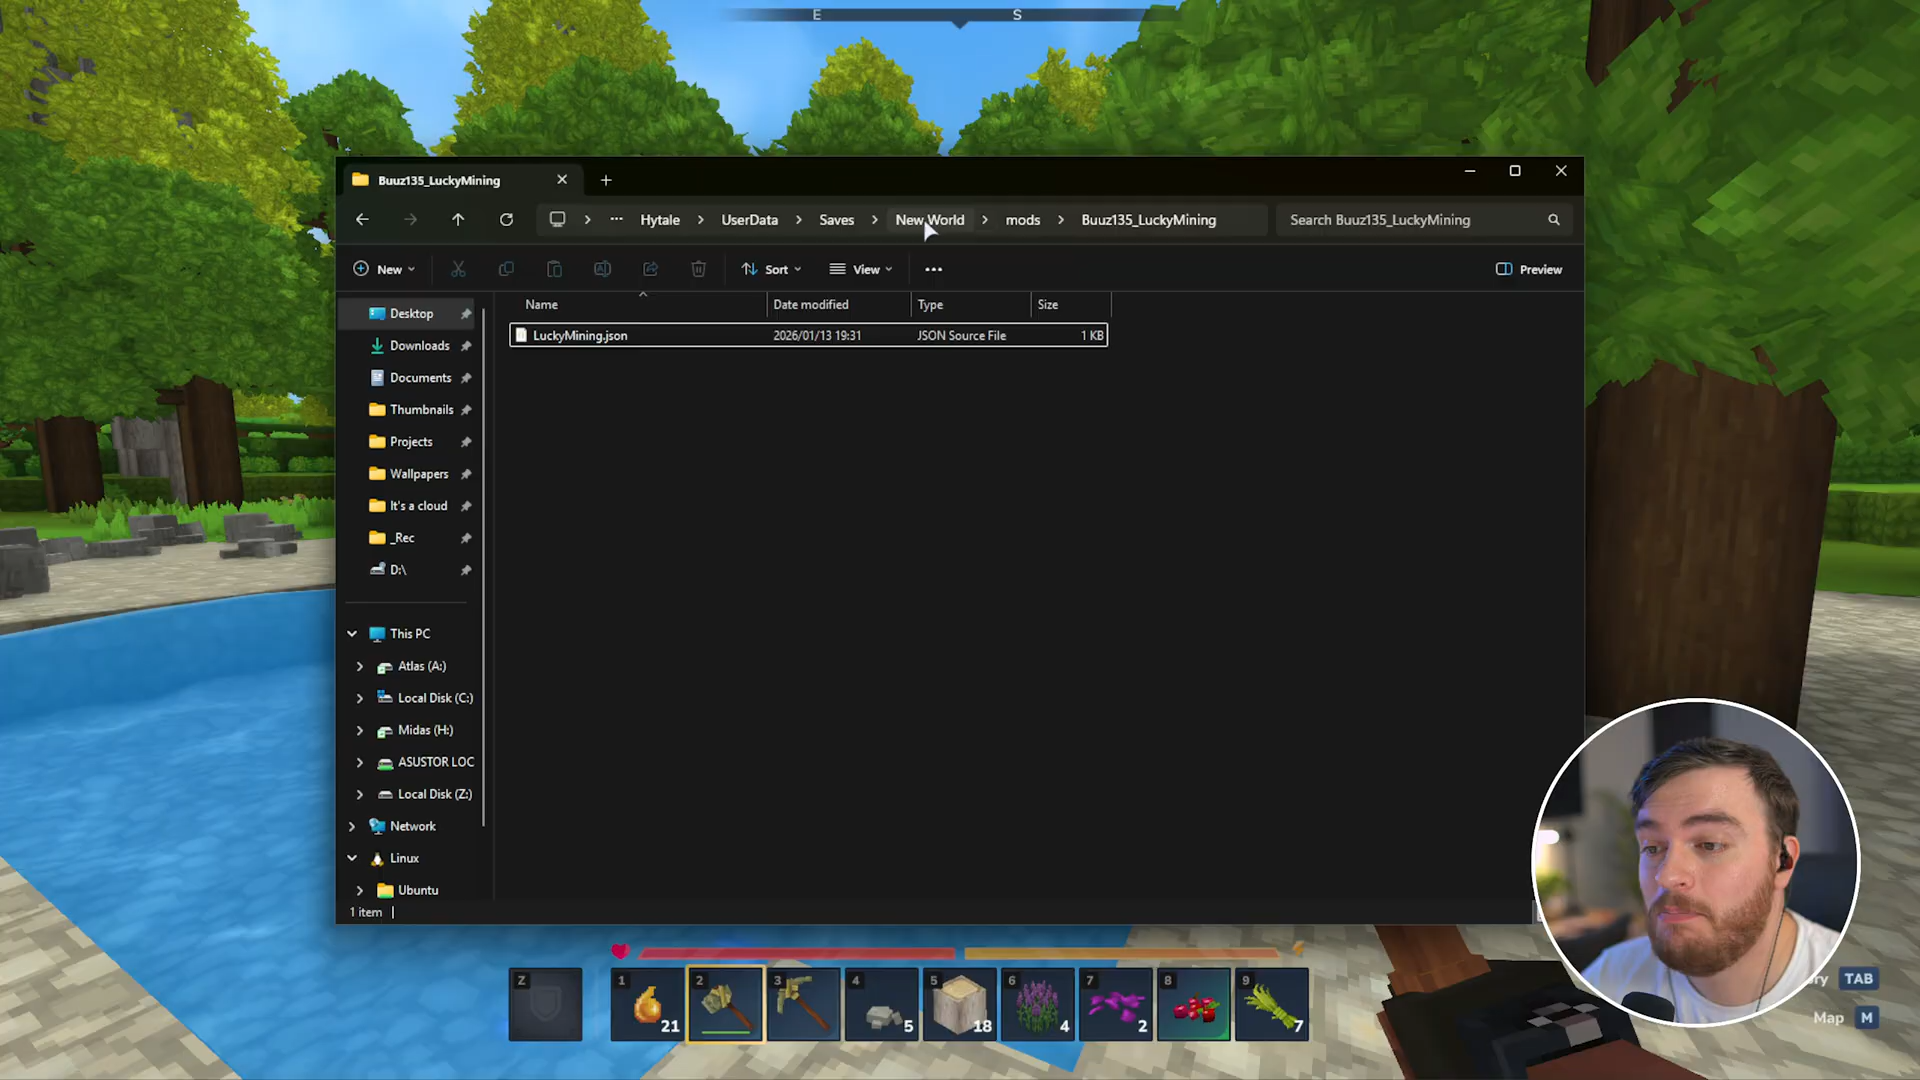 E S
Buuz135_LuckyMining
Hytale UserData Saves New World mods Buuz135_LuckyMining
Search Buuz135_LuckyMining
New Sort View Preview
Name Date modified Type Size
LuckyMining.json 2026/01/13 19:31 JSON Source File 1 KB
Desktop
Downloads
Documents
Thumbnails
Projects
Wallpapers
It's a cloud
_Rec
D:\
This PC
Atlas (A:)
Local Disk (C:)
Midas (H:)
ASUSTOR LOC
Local Disk (Z:)
Network
Linux
Ubuntu
1 item
Z 1 2 3 4 5 6 7 8 9
21 5 18 4 2 7
ry TAB
Map M